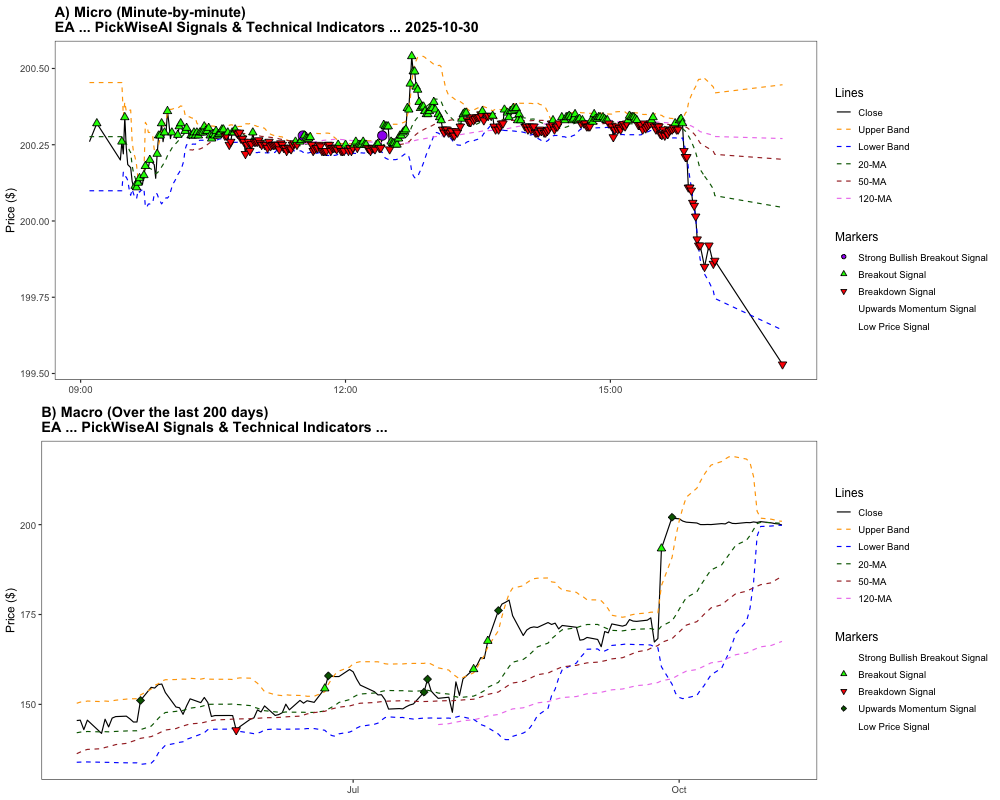 A) Micro (Minute-by-minute)
EA ... PickWiseAI Signals & Technical Indicators ... 2025-10-30
Price ($)
200.50
200.25
200.00
199.75
199.50
09:00
12:00
15:00
Lines
Close
Upper Band
Lower Band
20-MA
50-MA
120-MA
Markers
Strong Bullish Breakout Signal
Breakout Signal
Breakdown Signal
Upwards Momentum Signal
Low Price Signal
B) Macro (Over the last 200 days)
EA ... PickWiseAI Signals & Technical Indicators ...
Price ($)
200
175
150
Jul
Oct
Lines
Close
Upper Band
Lower Band
20-MA
50-MA
120-MA
Markers
Strong Bullish Breakout Signal
Breakout Signal
Breakdown Signal
Upwards Momentum Signal
Low Price Signal